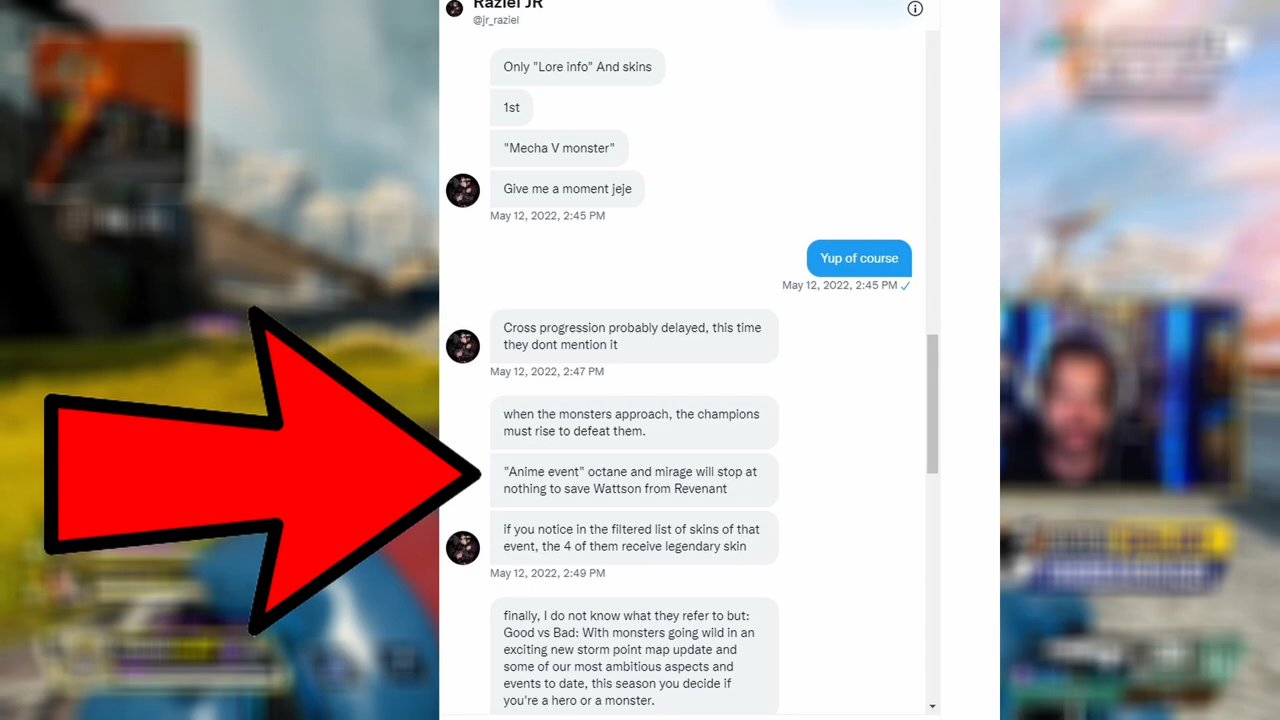 Raziel JR
@jr_raziel
Only "Lore info" And skins
1st
"Mecha V monster"
Give me a moment jeje
May 12, 2022, 2:45 PM
Yup of course
May 12, 2022, 2:45 PM
Cross progression probably delayed, this time
they dont mention it
May 12, 2022, 2:47 PM
when the monsters approach, the champions
must rise to defeat them.
"Anime event" octane and mirage will stop at
nothing to save Wattson from Revenant
if you notice in the filtered list of skins of that
event, the 4 of them receive legendary skin
May 12, 2022, 2:49 PM
finally, I do not know what they refer to but:
Good vs Bad: With monsters going wild in an
exciting new storm point map update and
some of our most ambitious aspects and
events to date, this season you decide if
you're a hero or a monster.